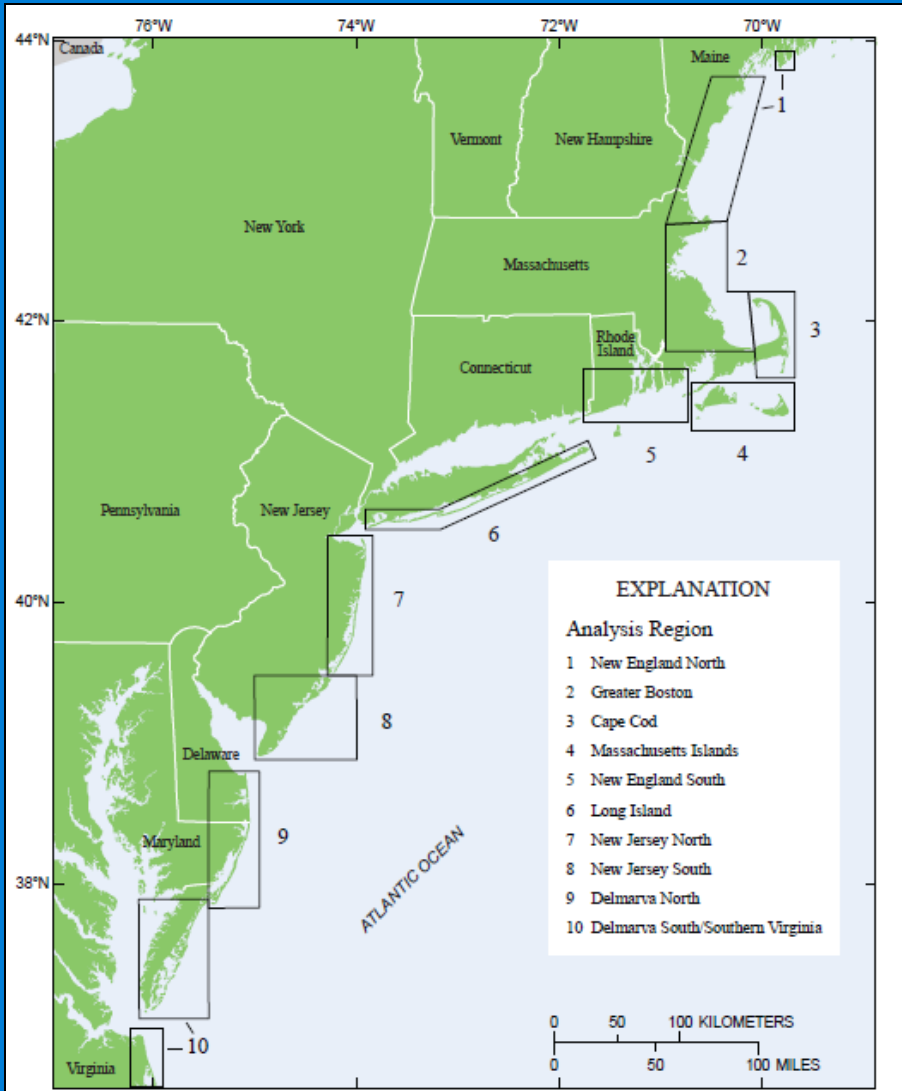 76°W 74°W 72°W 70°W
44°N
Canada
Maine
1
Vermont
New Hampshire
New York
2
Massachusetts
42°N
3
Rhode
Island
Connecticut
5
4
Pennsylvania
New Jersey
6
40°N
7
8
Delaware
Maryland
9
38°N
ATLANTIC OCEAN
10
Virginia
EXPLANATION
Analysis Region
1 New England North
2 Greater Boston
3 Cape Cod
4 Massachusetts Islands
5 New England South
6 Long Island
7 New Jersey North
8 New Jersey South
9 Delmarva North
10 Delmarva South/Southern Virginia
0 50 100 KILOMETERS
0 50 100 MILES